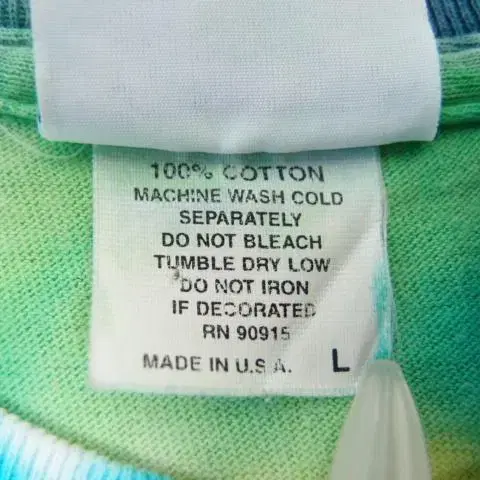 100% COTTON
MACHINE WASH COLD
SEPARATELY
DO NOT BLEACH
TUMBLE DRY LOW
DO NOT IRON
IF DECORATED
RN 90915
MADE IN U.S.A. L